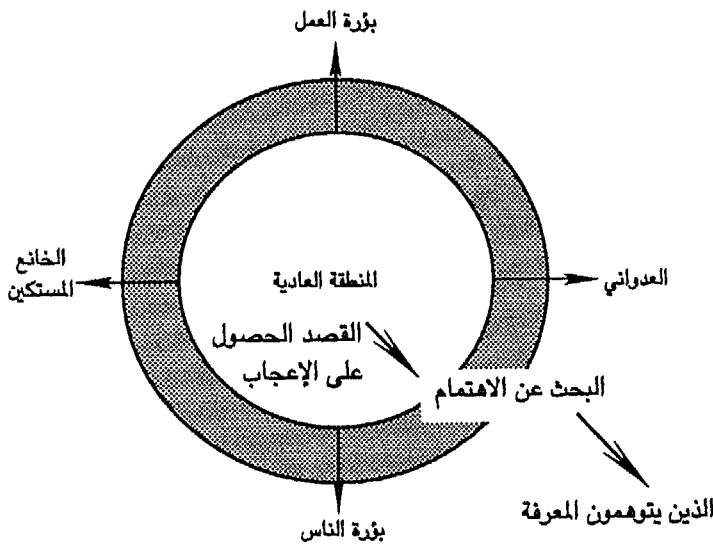 بؤرة العمل
الخانع
المستكين
العدواني
المنطقة العادية
القصد الحصول
على الإعجاب
البحث عن الاهتمام
الذين يتوهمون المعرفة
بؤرة الناس